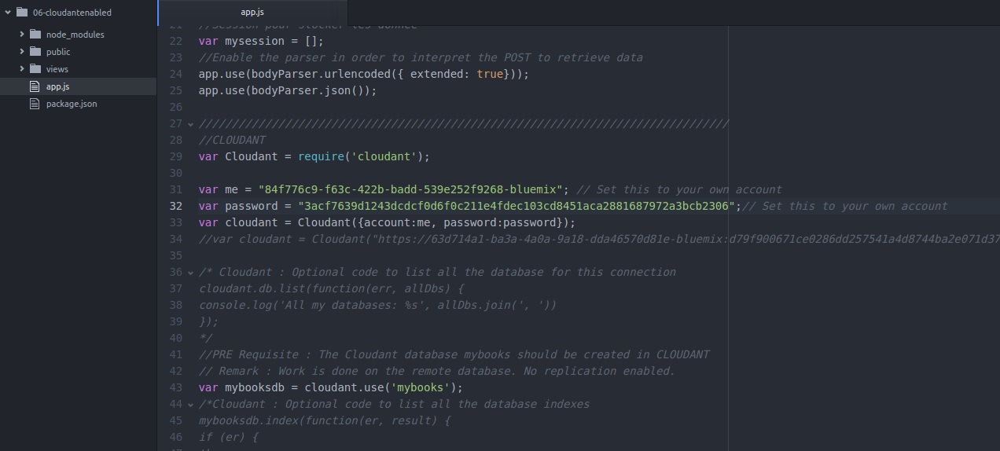 06-cloudantenabled
node_modules
public
views
app.js
package.json
app.js
22 var mysession = [];
23 //Enable the parser in order to interpret the POST to retrieve data
24 app.use(bodyParser.urlencoded({ extended: true}));
25 app.use(bodyParser.json());
26
27 ////////////////////////////////////////////////////////////////////////////////
28 //CLOUDANT
29 var Cloudant = require('cloudant');
30
31 var me = "84f776c9-f63c-422b-badd-539e252f9268-bluemix"; // Set this to your own account
32 var password = "3acf7639d1243dcdcf0d6f0c211e4fdec103cd8451aca2881687972a3bcb2306";// Set this to your own account
33 var cloudant = Cloudant({account:me, password:password});
34 //var cloudant = Cloudant("https://63d714a1-ba3a-4a0a-9a18-dda46570d81e-bluemix:d79f900671ce0286dd257541a4d8744ba2e071d37
35
36 /* Cloudant : Optional code to list all the database for this connection
37 cloudant.db.list(function(err, allDbs) {
38 console.log('All my databases: %s', allDbs.join(', '))
39 });
40 */
41 //PRE Requisite : The Cloudant database mybooks should be created in CLOUDANT
42 // Remark : Work is done on the remote database. No replication enabled.
43 var mybooksdb = cloudant.use('mybooks');
44 /*Cloudant : Optional code to list all the database indexes
45 mybooksdb.index(function(er, result) {
46 if (er) {